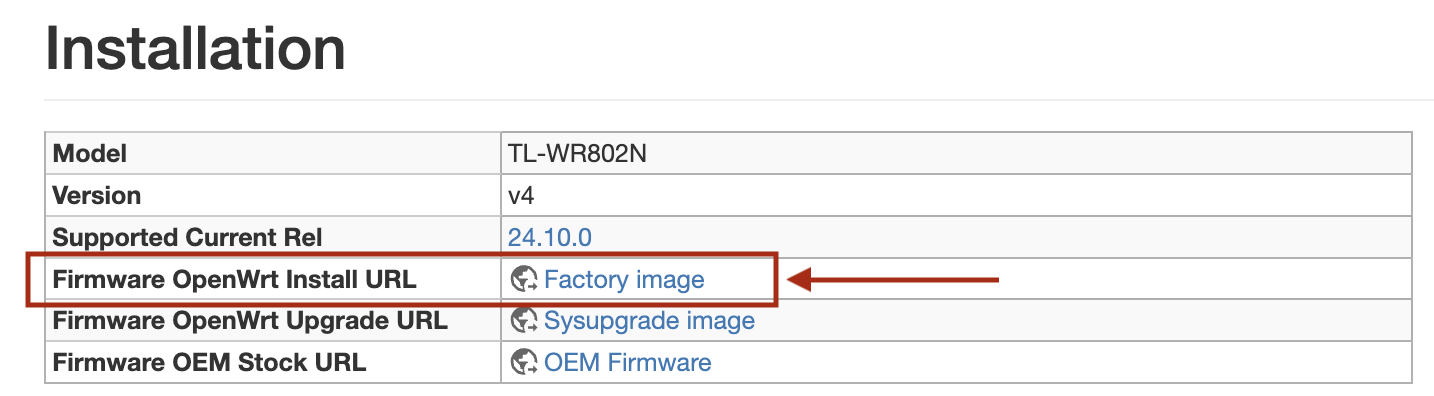 Installation
Model TL-WR802N
Version v4
Supported Current Rel 24.10.0
Firmware OpenWrt Install URL Factory image
Firmware OpenWrt Upgrade URL Sysupgrade image
Firmware OEM Stock URL OEM Firmware